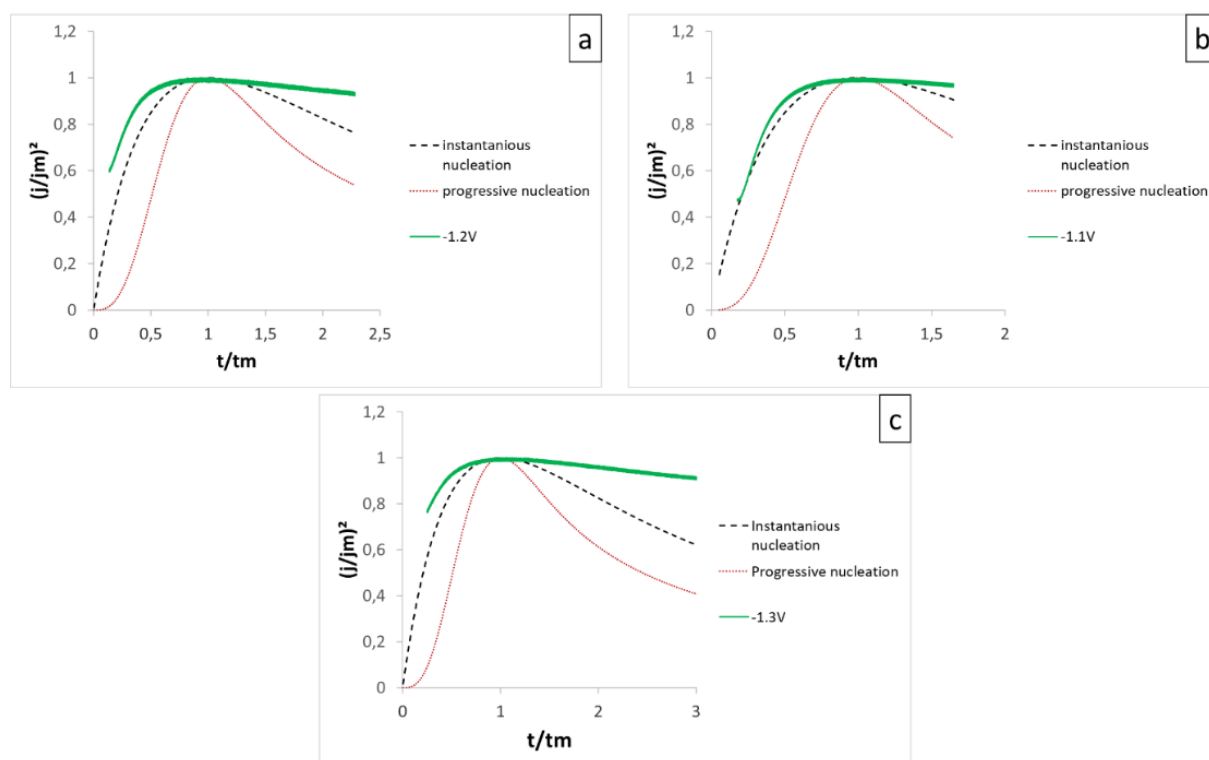 a
1,2
1
0,8
0,6
0,4
0,2
0
0 0,5 1 1,5 2 2,5
(j/jm)²
t/tm
instantanious
nucleation
progressive nucleation
-1.2V
b
1,2
1
0,8
0,6
0,4
0,2
0
0 0,5 1 1,5 2
(j/jm)²
t/tm
instantanious
nucleation
progressive nucleation
-1.1V
c
1,2
1
0,8
0,6
0,4
0,2
0
0 1 2 3
(j/jm)²
t/tm
Instantanious
nucleation
Progressive nucleation
-1.3V